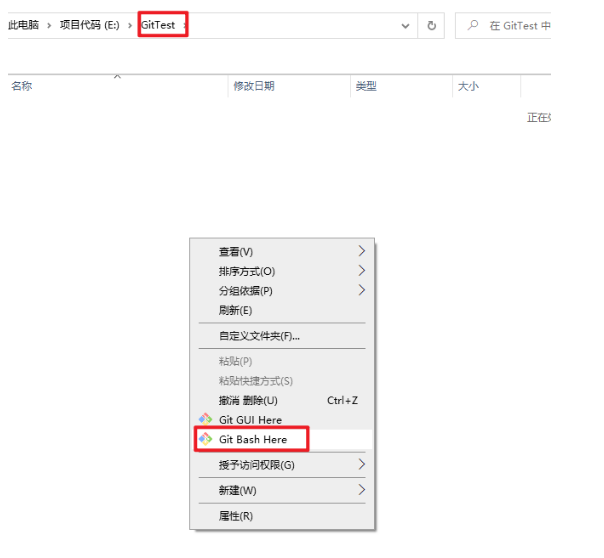 此电脑 › 项目代码 (E:) › GitTest › 在 GitTest 中
名称 修改日期 类型 大小
正在
查看(V)
排序方式(O)
分组依据(P)
刷新(E)
自定义文件夹(F)...
粘贴(P)
粘贴快捷方式(S)
撤消 删除(U) Ctrl+Z
Git GUI Here
Git Bash Here
授予访问权限(G)
新建(W)
属性(R)